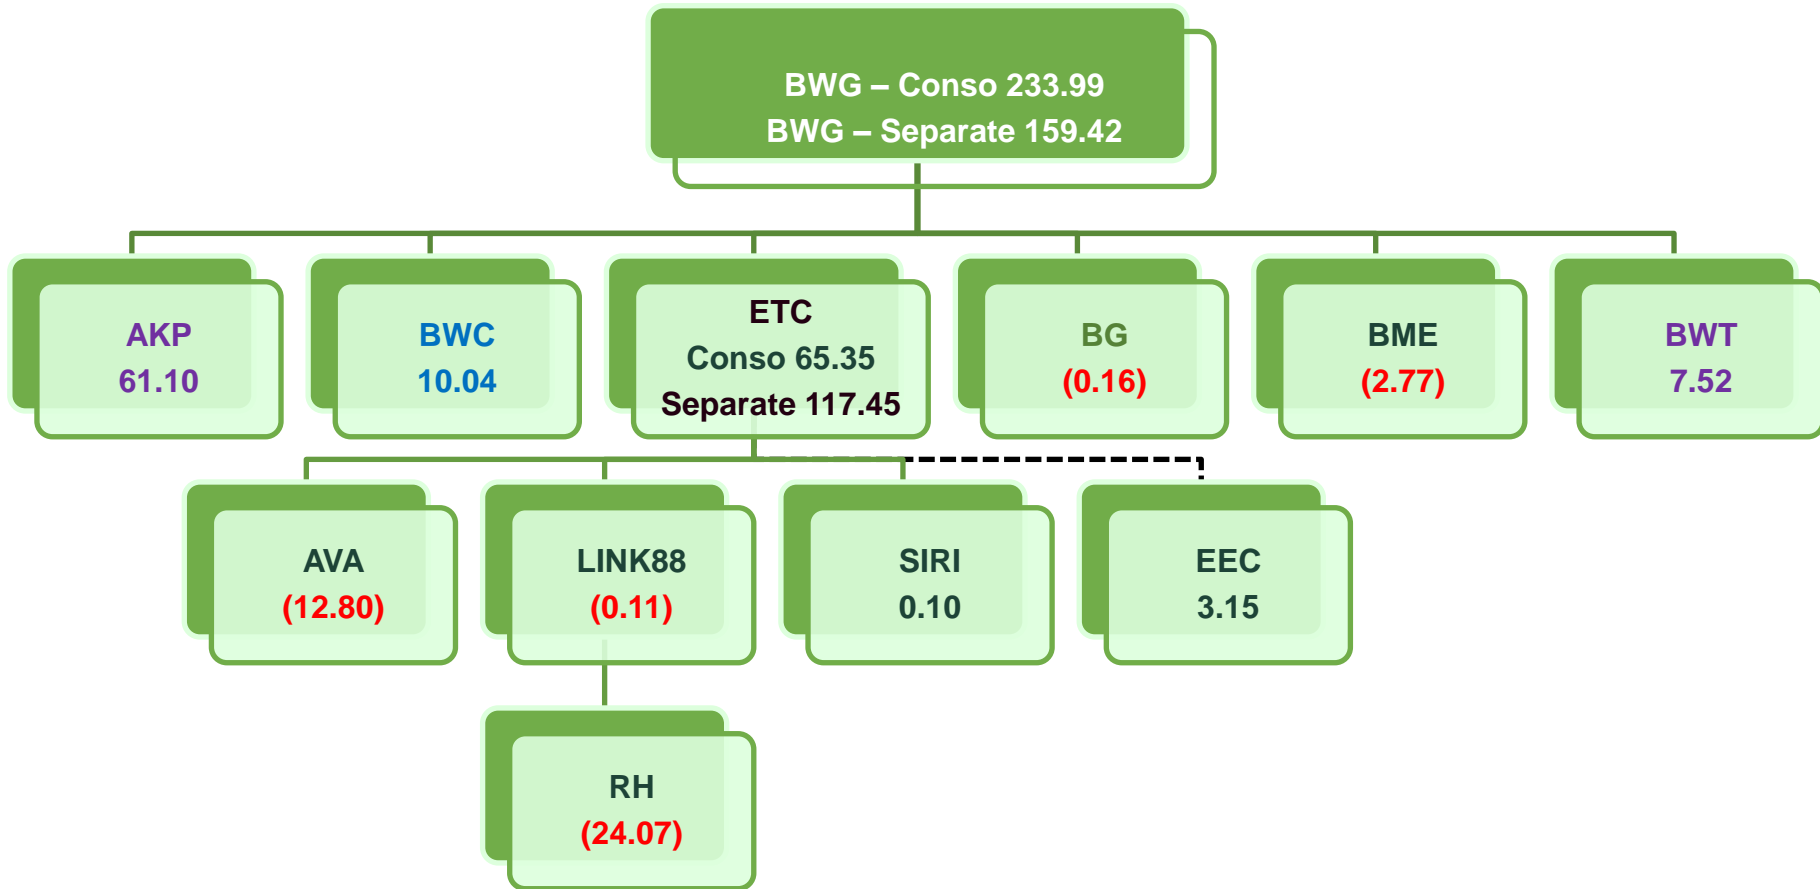 BWG – Conso 233.99
BWG – Separate 159.42
AKP
61.10
BWC
10.04
ETC
Conso 65.35
Separate 117.45
BG
(0.16)
BME
(2.77)
BWT
7.52
AVA
(12.80)
LINK88
(0.11)
SIRI
0.10
EEC
3.15
RH
(24.07)